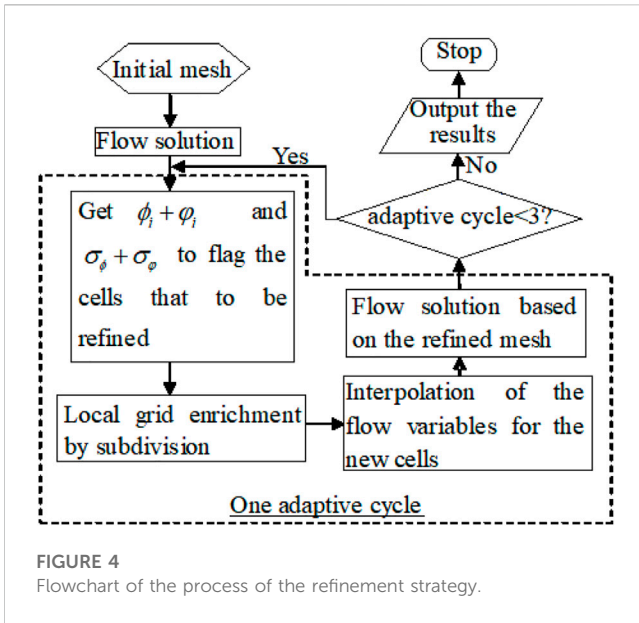 Initial mesh
Flow solution
Get ϕᵢ + φᵢ and
σ_ϕ + σ_φ to flag the
cells that to be
refined
Local grid enrichment
by subdivision
Interpolation of the
flow variables for the
new cells
Flow solution based
on the refined mesh
adaptive cycle<3?
Yes
No
Output the
results
Stop
One adaptive cycle
FIGURE 4
Flowchart of the process of the refinement strategy.